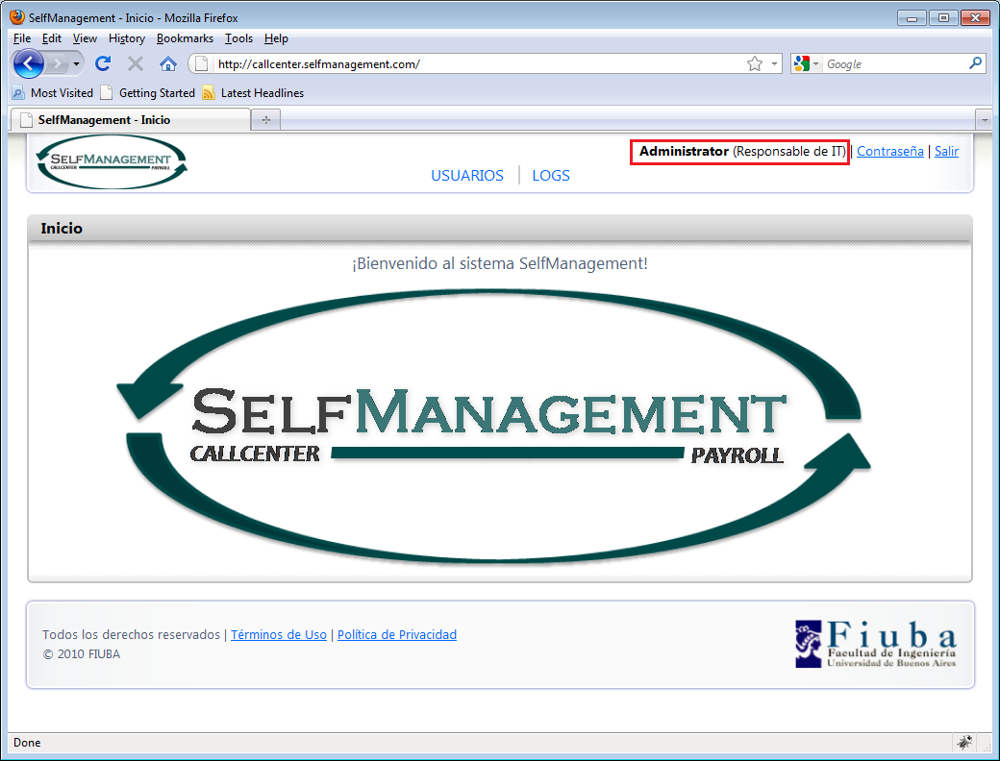 SelfManagement - Inicio - Mozilla Firefox
File Edit View History Bookmarks Tools Help
http://callcenter.selfmanagement.com/
Google
Most Visited Getting Started Latest Headlines
SelfManagement - Inicio
SELFMANAGEMENT
CALLCENTER PAYROLL
Administrator (Responsable de IT) | Contraseña | Salir
USUARIOS | LOGS
Inicio
¡Bienvenido al sistema SelfManagement!
SELFMANAGEMENT
CALLCENTER PAYROLL
Todos los derechos reservados | Términos de Uso | Política de Privacidad
© 2010 FIUBA
Fiuba
Facultad de Ingeniería
Universidad de Buenos Aires
Done